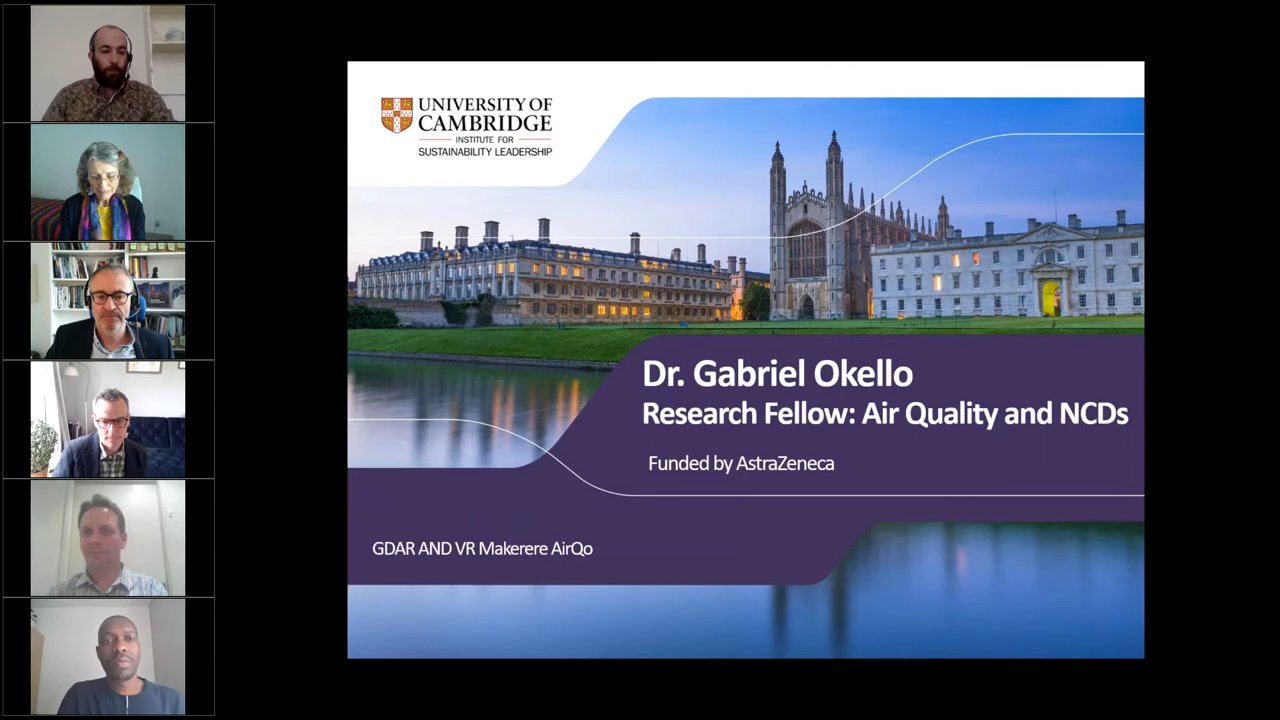 UNIVERSITY OF
CAMBRIDGE
INSTITUTE FOR
SUSTAINABILITY LEADERSHIP
Dr. Gabriel Okello
Research Fellow: Air Quality and NCDs
Funded by AstraZeneca
GDAR AND VR Makerere AirQo